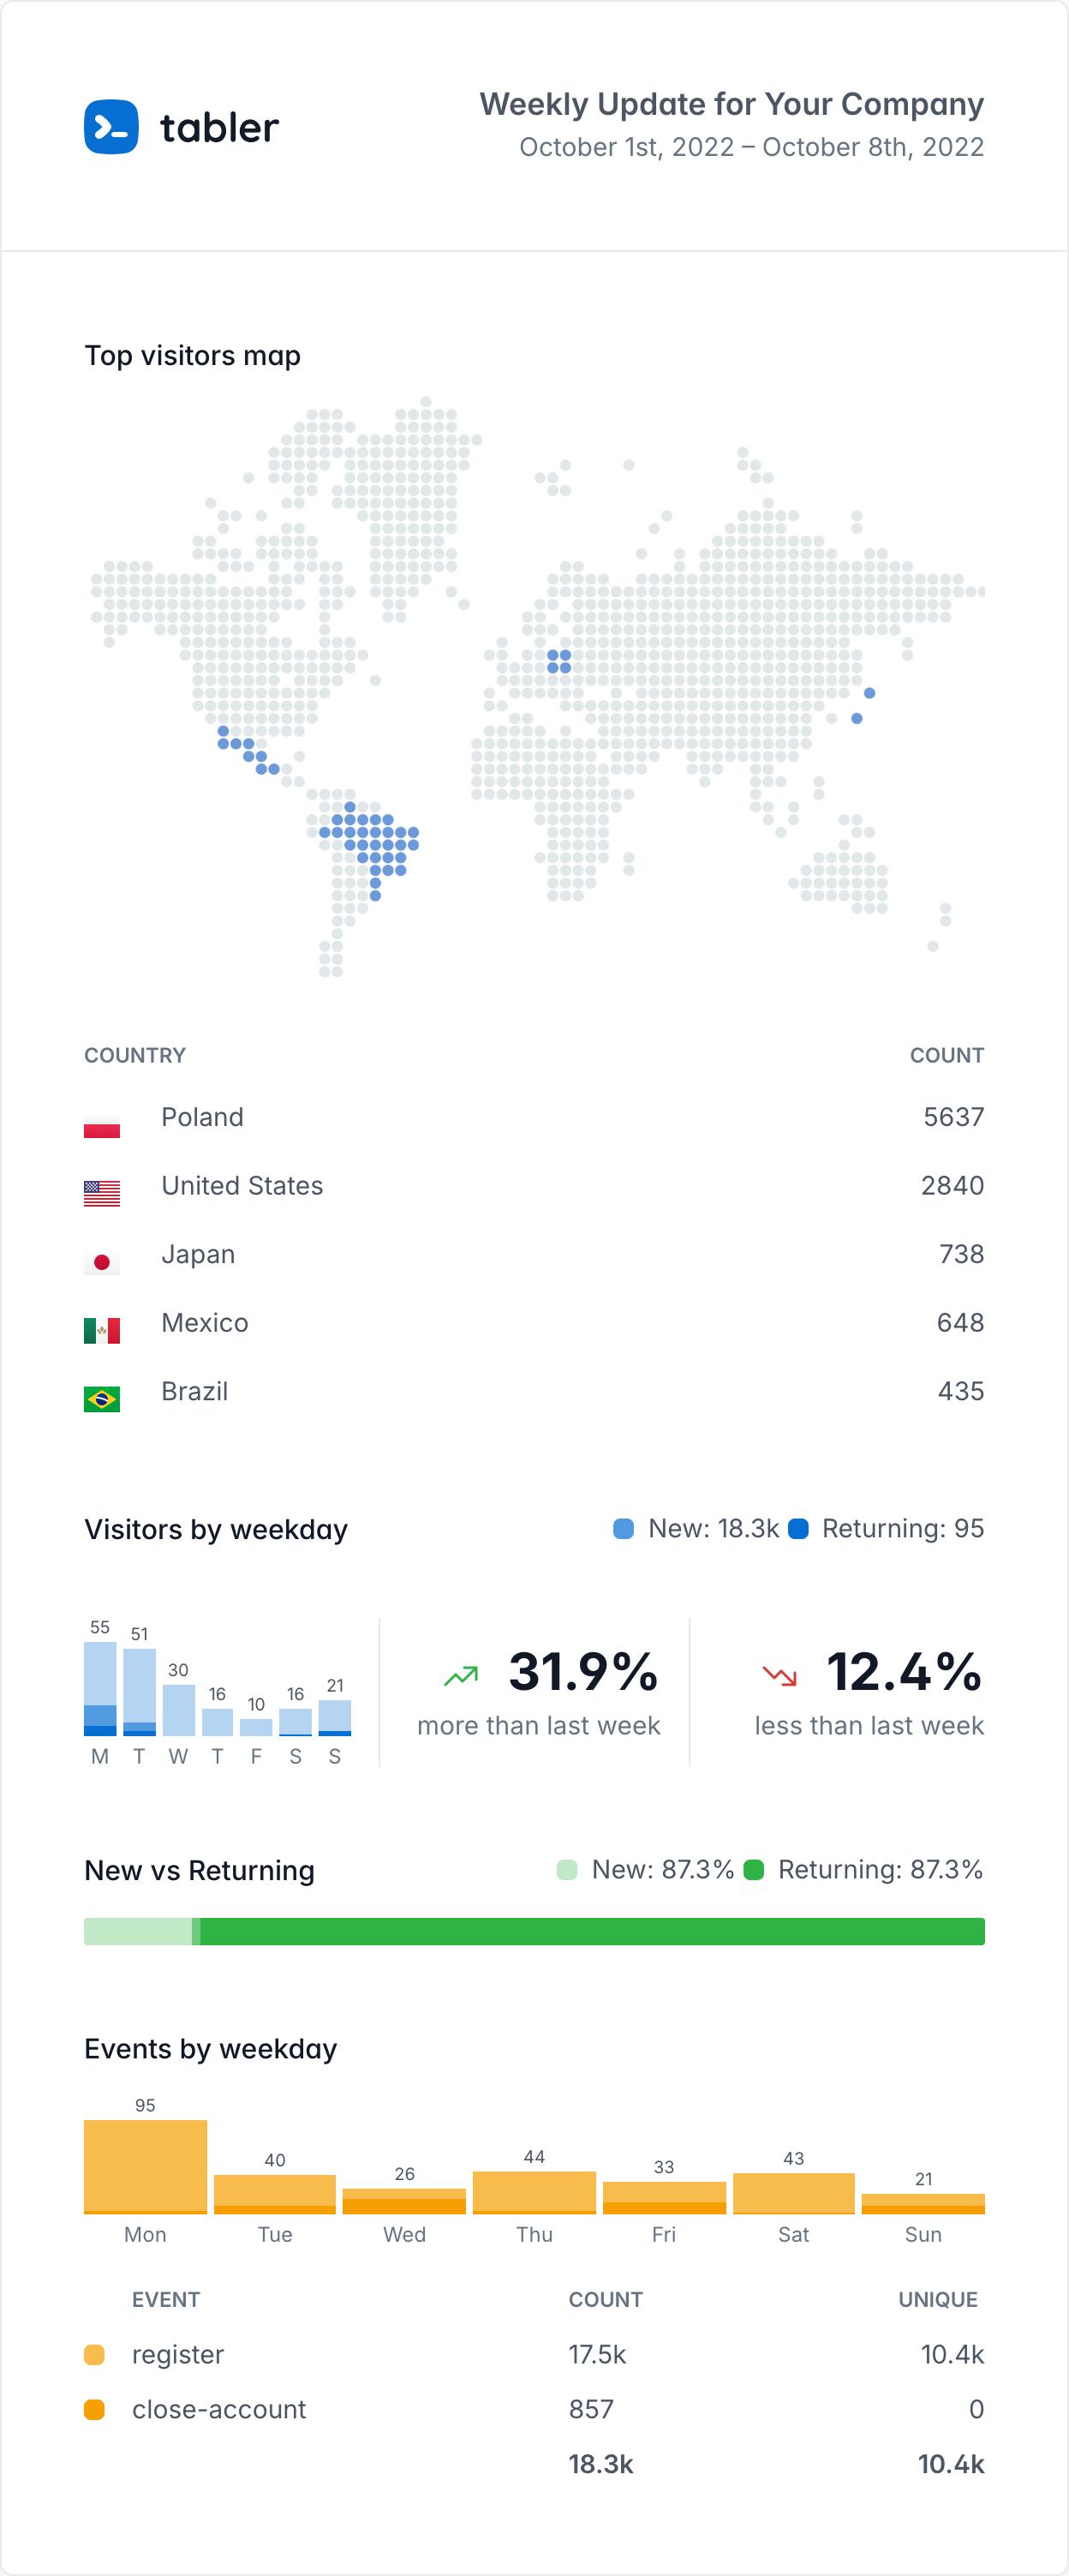 tabler
Weekly Update for Your Company
October 1st, 2022 – October 8th, 2022
Top visitors map
COUNTRY COUNT
Poland 5637
United States 2840
Japan 738
Mexico 648
Brazil 435
Visitors by weekday New: 18.3k Returning: 95
55 51 30 16 10 16 21
M T W T F S S
31.9%
more than last week
12.4%
less than last week
New vs Returning New: 87.3% Returning: 87.3%
Events by weekday
95 40 26 44 33 43 21
Mon Tue Wed Thu Fri Sat Sun
EVENT COUNT UNIQUE
register 17.5k 10.4k
close-account 857 0
18.3k 10.4k